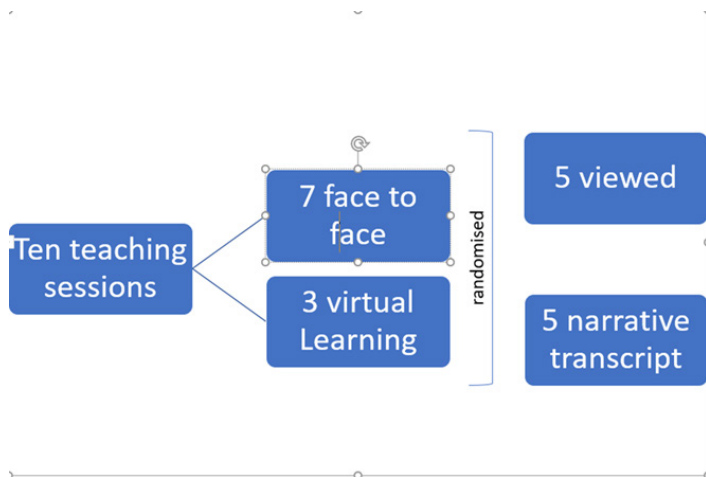 Ten teaching
sessions
7 face to
face
3 virtual
Learning
randomised
5 viewed
5 narrative
transcript